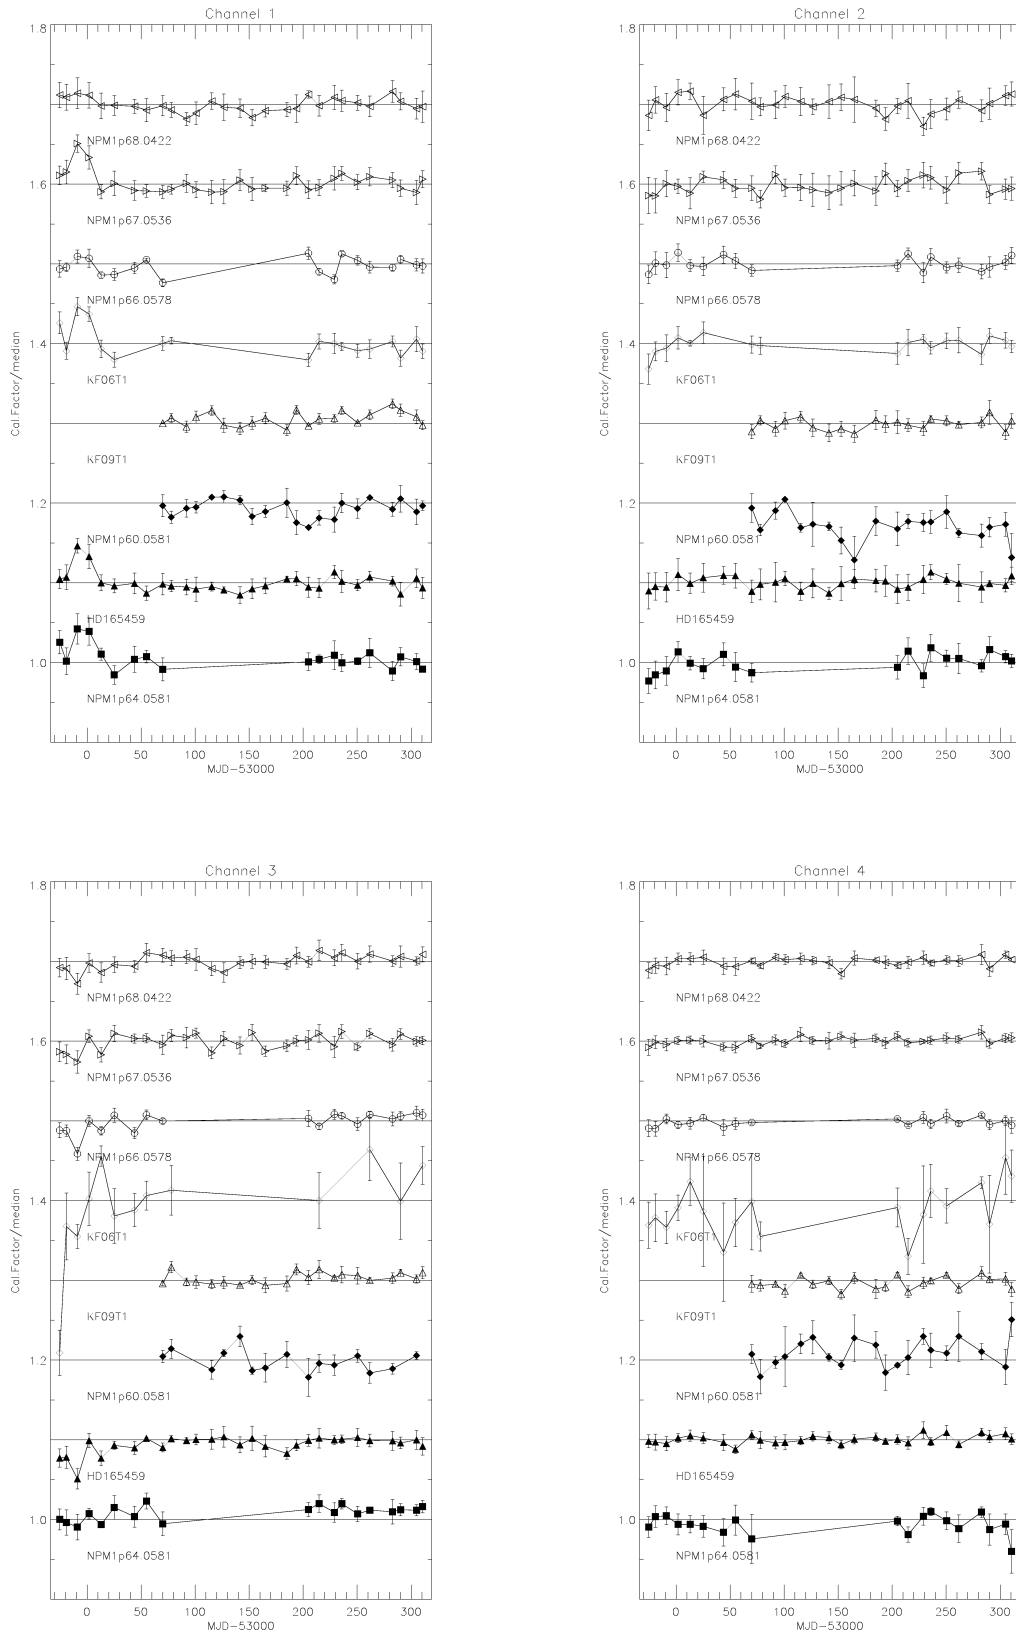 Channel 1
1.8
NPM1p68.0422
1.6
NPM1p67.0536
NPM1p66.0578
1.4
KF06T1
KF09T1
1.2
NPM1p60.0581
HD165459
1.0
NPM1p64.0581
Cal.Factor/median
0 50 100 150 200 250 300
MJD-53000
Channel 2
1.8
NPM1p68.0422
1.6
NPM1p67.0536
NPM1p66.0578
1.4
KF06T1
KF09T1
1.2
NPM1p60.0581
HD165459
1.0
NPM1p64.0581
Cal.Factor/median
0 50 100 150 200 250 300
MJD-53000
Channel 3
1.8
NPM1p68.0422
1.6
NPM1p67.0536
NPM1p66.0578
1.4
KF06T1
KF09T1
1.2
NPM1p60.0581
HD165459
1.0
NPM1p64.0581
Cal.Factor/median
0 50 100 150 200 250 300
MJD-53000
Channel 4
1.8
NPM1p68.0422
1.6
NPM1p67.0536
NPM1p66.0578
1.4
KF06T1
KF09T1
1.2
NPM1p60.0581
HD165459
1.0
NPM1p64.0581
Cal.Factor/median
0 50 100 150 200 250 300
MJD-53000